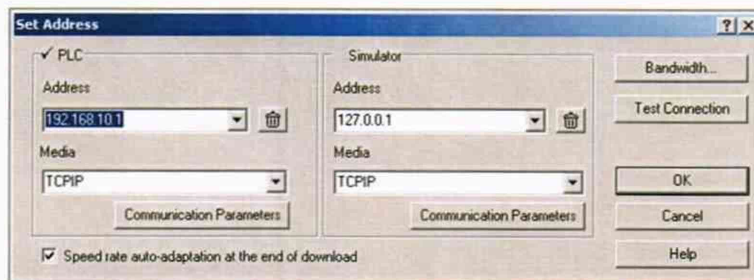 Set Address
✓ PLC
Address
192.168.10.1
Media
TCPIP
Communication Parameters
Simulator
Address
127.0.0.1
Media
TCPIP
Communication Parameters
Speed rate auto-adaptation at the end of download
Bandwidth...
Test Connection
OK
Cancel
Help